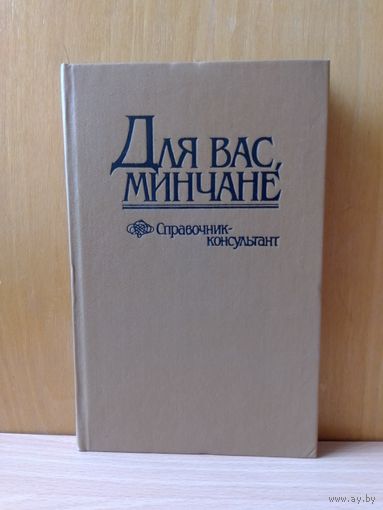 Для вас,
минчане
Справочник-
консультант
www.ay.by